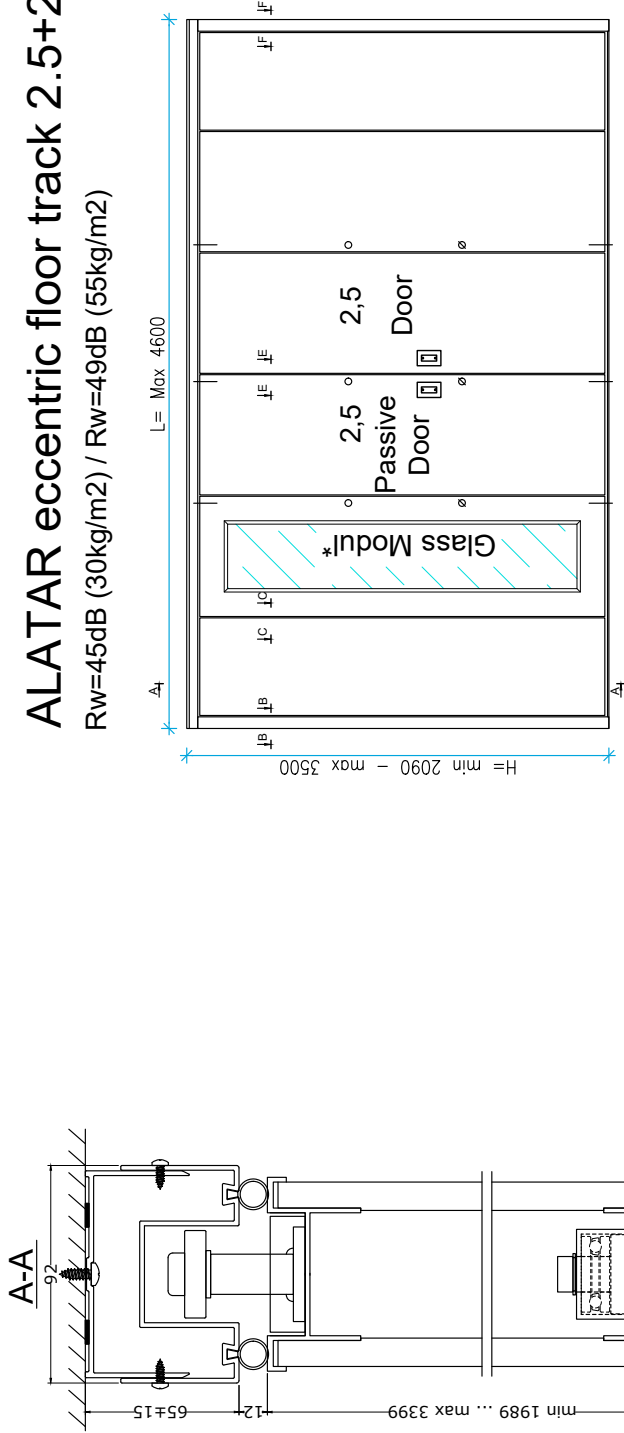 ALATAR eccentric floor track 2.5+2
Rw=45dB (30kg/m2) / Rw=49dB (55kg/m2)
L= Max 4600
H= min 2090 - max 3500
A
A
B
B
C
C
E
E
F
F
Glass Modul*
2,5
Passive
Door
2,5
Door
A-A
92
65±15
12
min 1989 ... max 3399